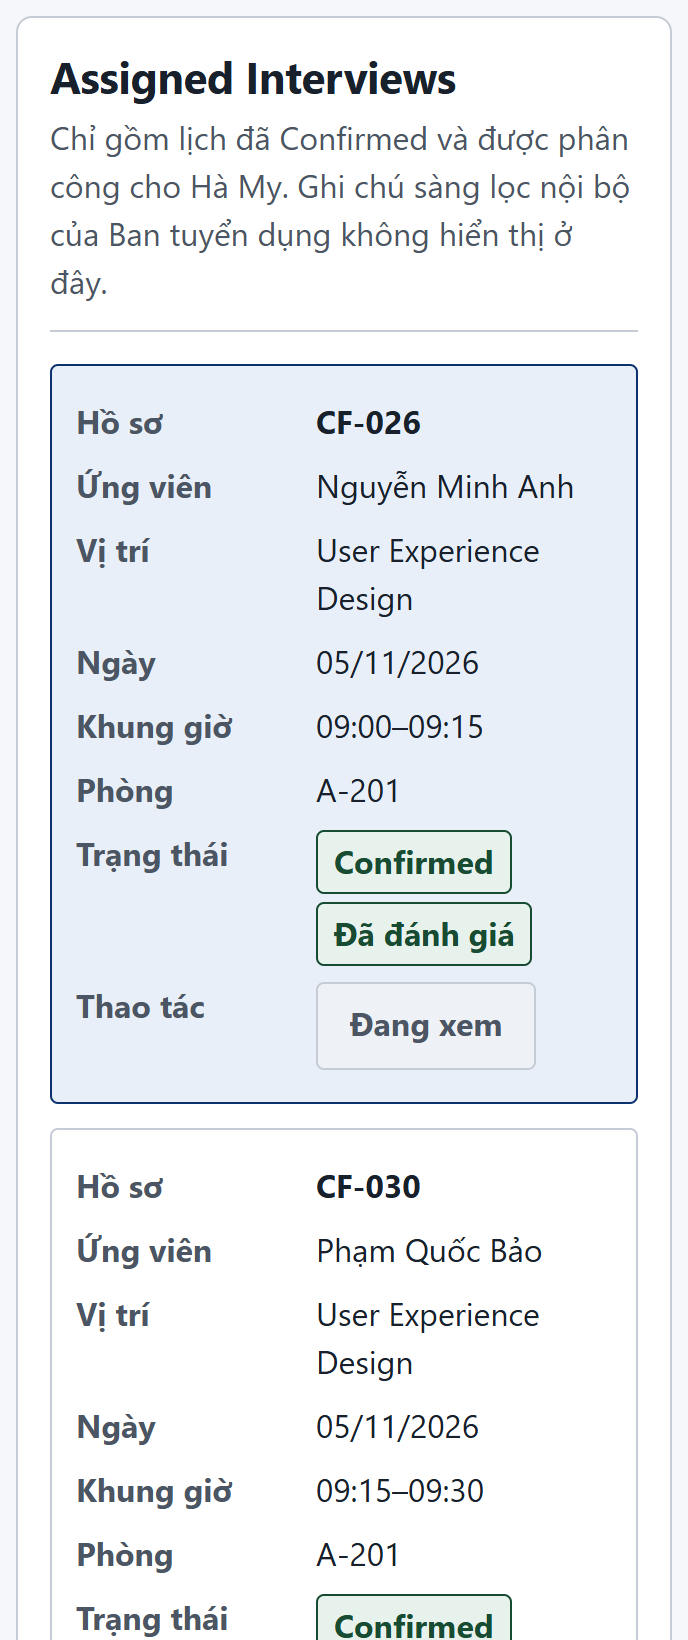 Assigned Interviews
Chỉ gồm lịch đã Confirmed và được phân
công cho Hà My. Ghi chú sàng lọc nội bộ
của Ban tuyển dụng không hiển thị ở
đây.
Hồ sơ CF-026
Ứng viên Nguyễn Minh Anh
Vị trí User Experience
Design
Ngày 05/11/2026
Khung giờ 09:00–09:15
Phòng A-201
Trạng thái Confirmed
Đã đánh giá
Thao tác Đang xem
Hồ sơ CF-030
Ứng viên Phạm Quốc Bảo
Vị trí User Experience
Design
Ngày 05/11/2026
Khung giờ 09:15–09:30
Phòng A-201
Trạng thái Confirmed